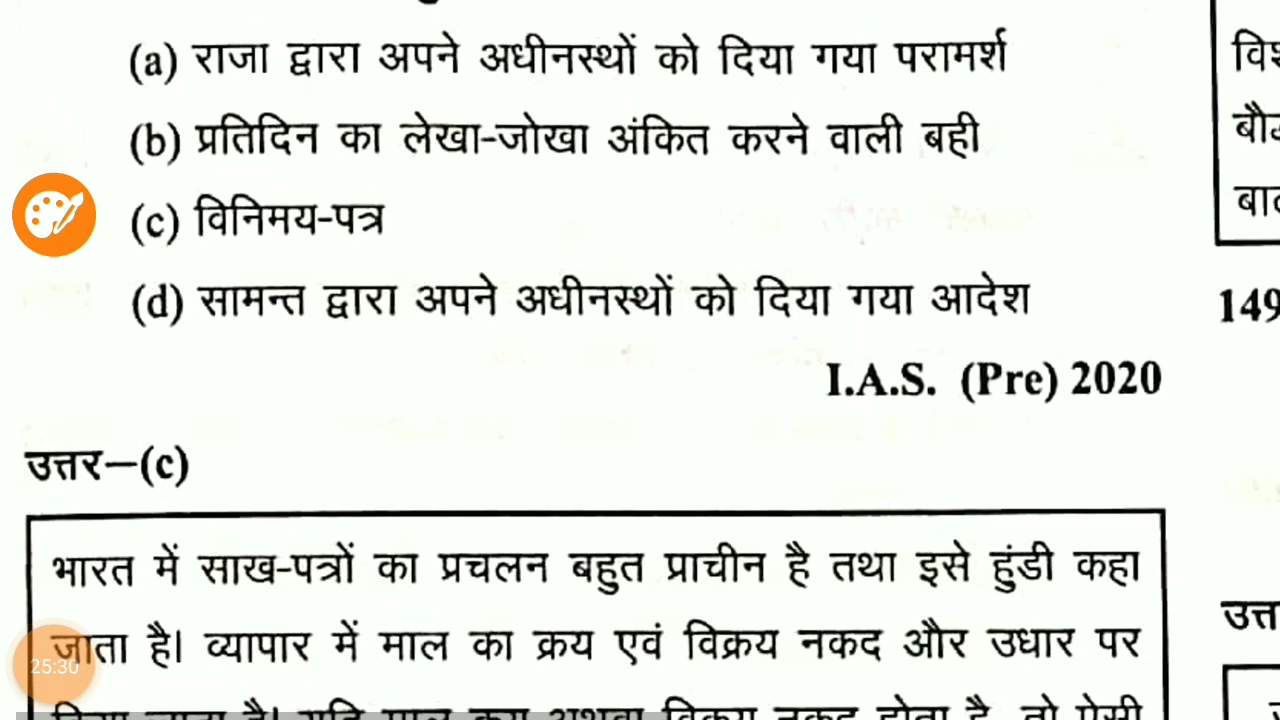 (a) राजा द्वारा अपने अधीनस्थों को दिया गया परामर्श
(b) प्रतिदिन का लेखा-जोखा अंकित करने वाली बही
(c) विनिमय-पत्र
(d) सामन्त द्वारा अपने अधीनस्थों को दिया गया आदेश
I.A.S. (Pre) 2020
उत्तर–(c)
भारत में साख-पत्रों का प्रचलन बहुत प्राचीन है तथा इसे हुंडी कहा
जाता है। व्यापार में माल का क्रय एवं विक्रय नकद और उधार पर
25:30
149